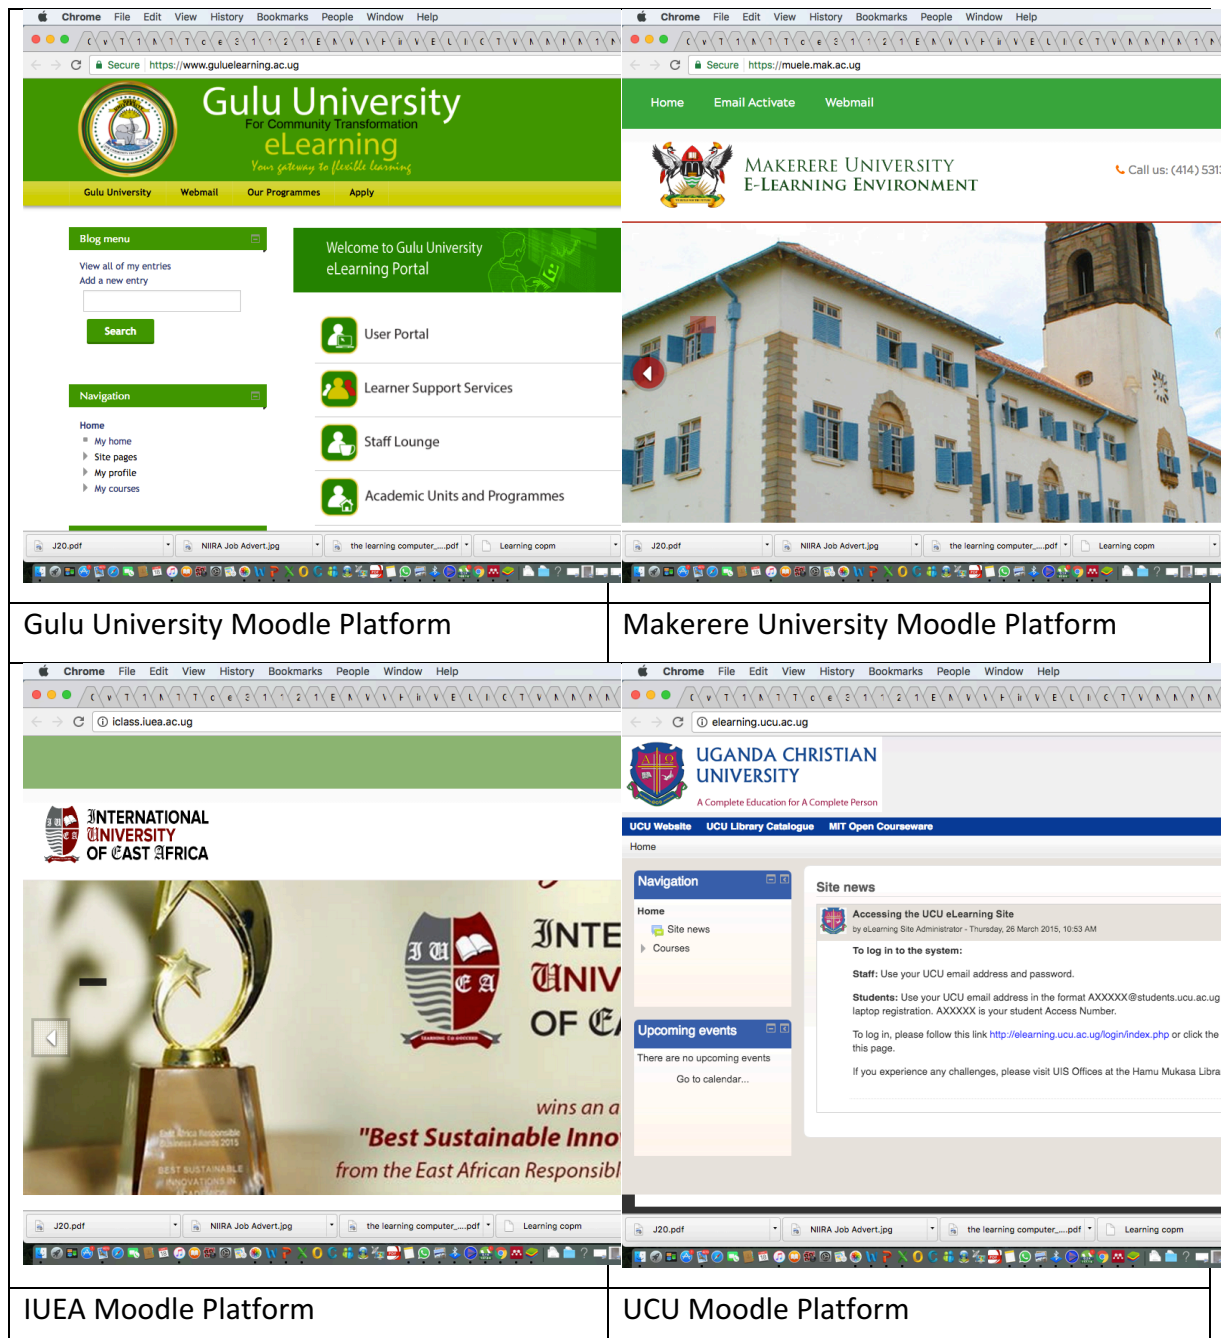 Chrome File Edit View History Bookmarks People Window Help
Secure https://www.guluelearning.ac.ug
Gulu University
For Community Transformation
eLearning
Your gateway to flexible learning
Gulu University Webmail Our Programmes Apply
Blog menu
View all of my entries
Add a new entry
Search
Navigation
Home
My home
Site pages
My profile
My courses
Welcome to Gulu University
eLearning Portal
User Portal
Learner Support Services
Staff Lounge
Academic Units and Programmes
J20.pdf NIIRA Job Advert.jpg the learning computer_....pdf Learning copm
Chrome File Edit View History Bookmarks People Window Help
Secure https://muele.mak.ac.ug
Home Email Activate Webmail
MAKERERE UNIVERSITY
E-LEARNING ENVIRONMENT
Call us: (414) 531
J20.pdf NIIRA Job Advert.jpg the learning computer_....pdf Learning copm
Gulu University Moodle Platform
Makerere University Moodle Platform
Chrome File Edit View History Bookmarks People Window Help
iclass.iuea.ac.ug
INTERNATIONAL
UNIVERSITY
OF EAST AFRICA
IU
EA
INTE
UNIV
OF EA
wins an a
"Best Sustainable Inno
from the East African Responsibl
East Africa Responsible
Business Awards 2015
BEST SUSTAINABLE
INNOVATIONS IN
J20.pdf NIIRA Job Advert.jpg the learning computer_....pdf Learning copm
Chrome File Edit View History Bookmarks People Window Help
elearning.ucu.ac.ug
UGANDA CHRISTIAN
UNIVERSITY
A Complete Education for A Complete Person
UCU Website UCU Library Catalogue MIT Open Courseware
Home
Navigation
Home
Site news
Courses
Upcoming events
There are no upcoming events
Go to calendar...
Site news
Accessing the UCU eLearning Site
by eLearning Site Administrator - Thursday, 26 March 2015, 10:53 AM
To log in to the system:
Staff: Use your UCU email address and password.
Students: Use your UCU email address in the format AXXXXX@students.ucu.ac.ug
laptop registration. AXXXXX is your student Access Number.
To log in, please follow this link http://elearning.ucu.ac.ug/login/index.php or click the
this page.
If you experience any challenges, please visit UIS Offices at the Hamu Mukasa Libra
J20.pdf NIIRA Job Advert.jpg the learning computer_....pdf Learning copm
IUEA Moodle Platform
UCU Moodle Platform